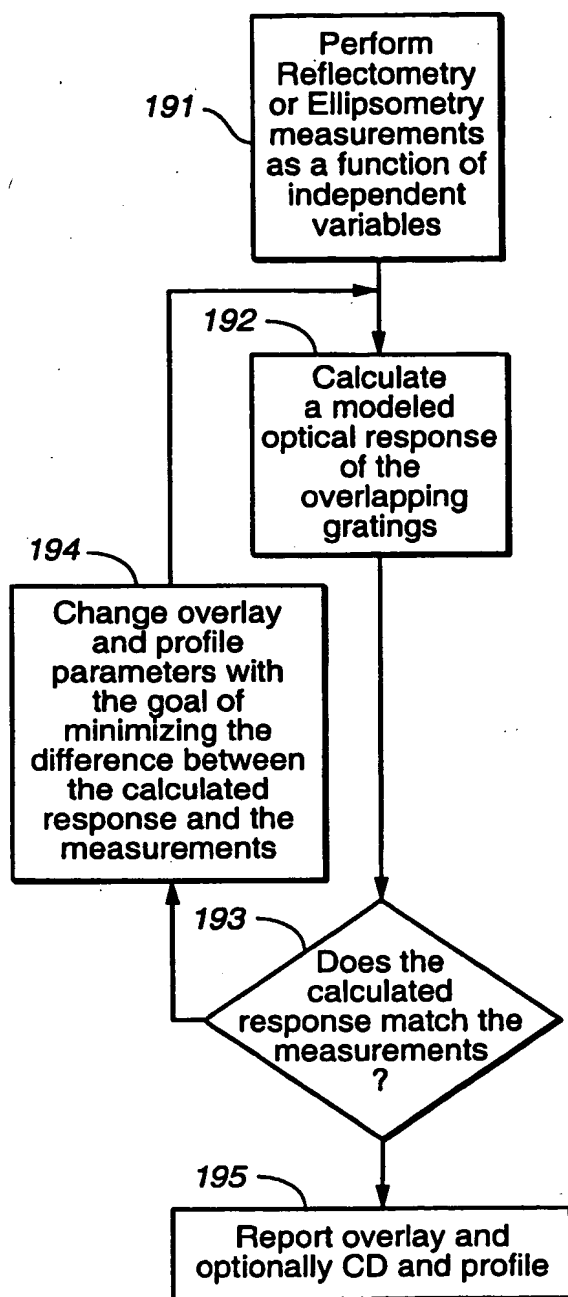 191
Perform
Reflectometry
or Ellipsometry
measurements
as a function of
independent
variables
192
Calculate
a modeled
optical response
of the
overlapping
gratings
194
Change overlay
and profile
parameters with
the goal of
minimizing the
difference between
the calculated
response and the
measurements
193
Does the
calculated
response match the
measurements
?
195
Report overlay and
optionally CD and profile